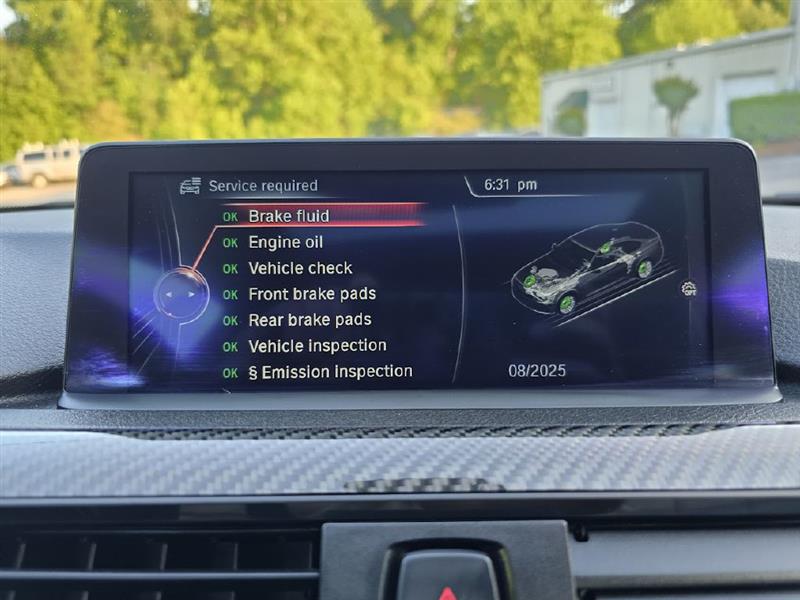 Service required
6:31 pm
OK Brake fluid
OK Engine oil
OK Vehicle check
OK Front brake pads
OK Rear brake pads
OK Vehicle inspection
OK § Emission inspection
08/2025
OPT